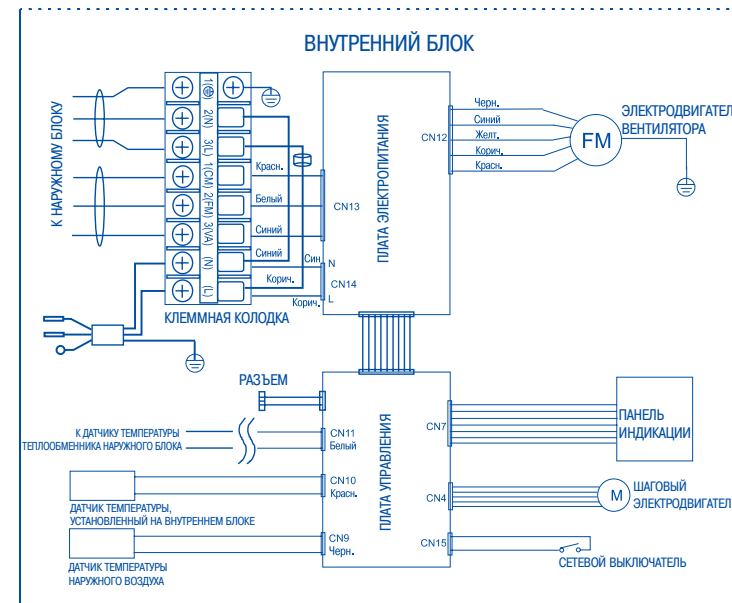 ВНУТРЕННИЙ БЛОК
К НАРУЖНОМУ БЛОКУ
1(⏚)
2(N)
3(L)
1(CM)
2(FM)
3(VA)
(N)
(L)
Красн.
Белый
Синий
Синий
Син.
N
Корич.
Корич.
L
CN13
CN14
ПЛАТА ЭЛЕКТРОПИТАНИЯ
CN12
Черн.
Синий
Желт.
Корич.
Красн.
FM
ЭЛЕКТРОДВИГАТЕЛ
ВЕНТИЛЯТОРА
КЛЕММНАЯ КОЛОДКА
РАЗЪЕМ
К ДАТЧИКУ ТЕМПЕРАТУРЫ
ТЕПЛООБМЕННИКА НАРУЖНОГО БЛОКА
CN11
Белый
CN10
Красн.
ДАТЧИК ТЕМПЕРАТУРЫ,
УСТАНОВЛЕННЫЙ НА ВНУТРЕННЕМ БЛОКЕ
CN9
Черн.
ДАТЧИК ТЕМПЕРАТУРЫ
НАРУЖНОГО ВОЗДУХА
ПЛАТА УПРАВЛЕНИЯ
CN7
ПАНЕЛЬ
ИНДИКАЦИИ
CN4
M
ШАГОВЫЙ
ЭЛЕКТРОДВИГАТЕЛ
CN15
СЕТЕВОЙ ВЫКЛЮЧАТЕЛЬ